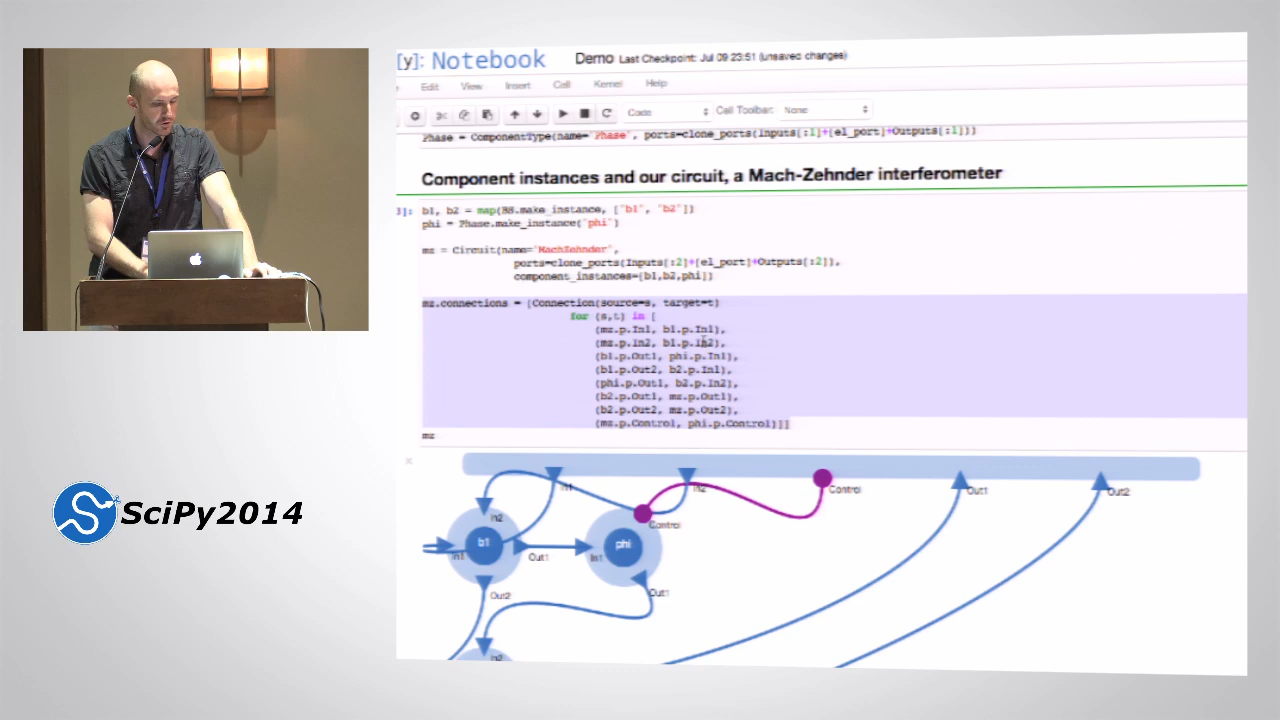 [y]: Notebook Demo Last Checkpoint: Jul 09 23:51 (unsaved changes)
Edit View Insert Cell Kernel Help
Code Cell Toolbar: None
Phase = ComponentType(name='Phase', ports=clone_ports(Inputs[:1]+[el_port]+Outputs[:1]))
Component instances and our circuit, a Mach-Zehnder interferometer
3]: b1, b2 = map(BS.make_instance, ["b1", "b2"])
phi = Phase.make_instance('phi')
mz = Circuit(name="MachZehnder",
ports=clone_ports(Inputs[:2]+[el_port]+Outputs[:2]),
component_instances=[b1,b2,phi])
mz.connections = [Connection(source=s, target=t)
for (s,t) in [
(mz.p.In1, b1.p.In1),
(mz.p.In2, b1.p.In2),
(b1.p.Out1, phi.p.In1),
(b1.p.Out2, b2.p.In1),
(phi.p.Out1, b2.p.In2),
(b2.p.Out1, mz.p.Out1),
(b2.p.Out2, mz.p.Out2),
(mz.p.Control, phi.p.Control)]]
mz
In1 In2 Control Out1 Out2
In2 Control
b1 phi
In1 Out1 In1
Out2 Out1
In2
SciPy2014